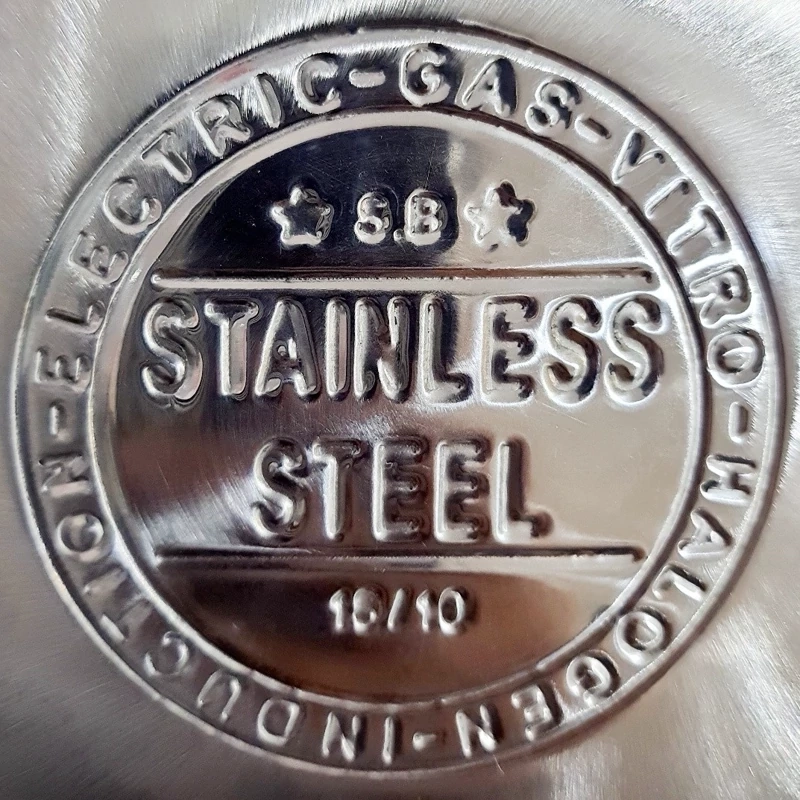 ELECTRIC-GAS-VITRO-HALOGEN-INDUCTION-
S.B
STAINLESS
STEEL
18/10